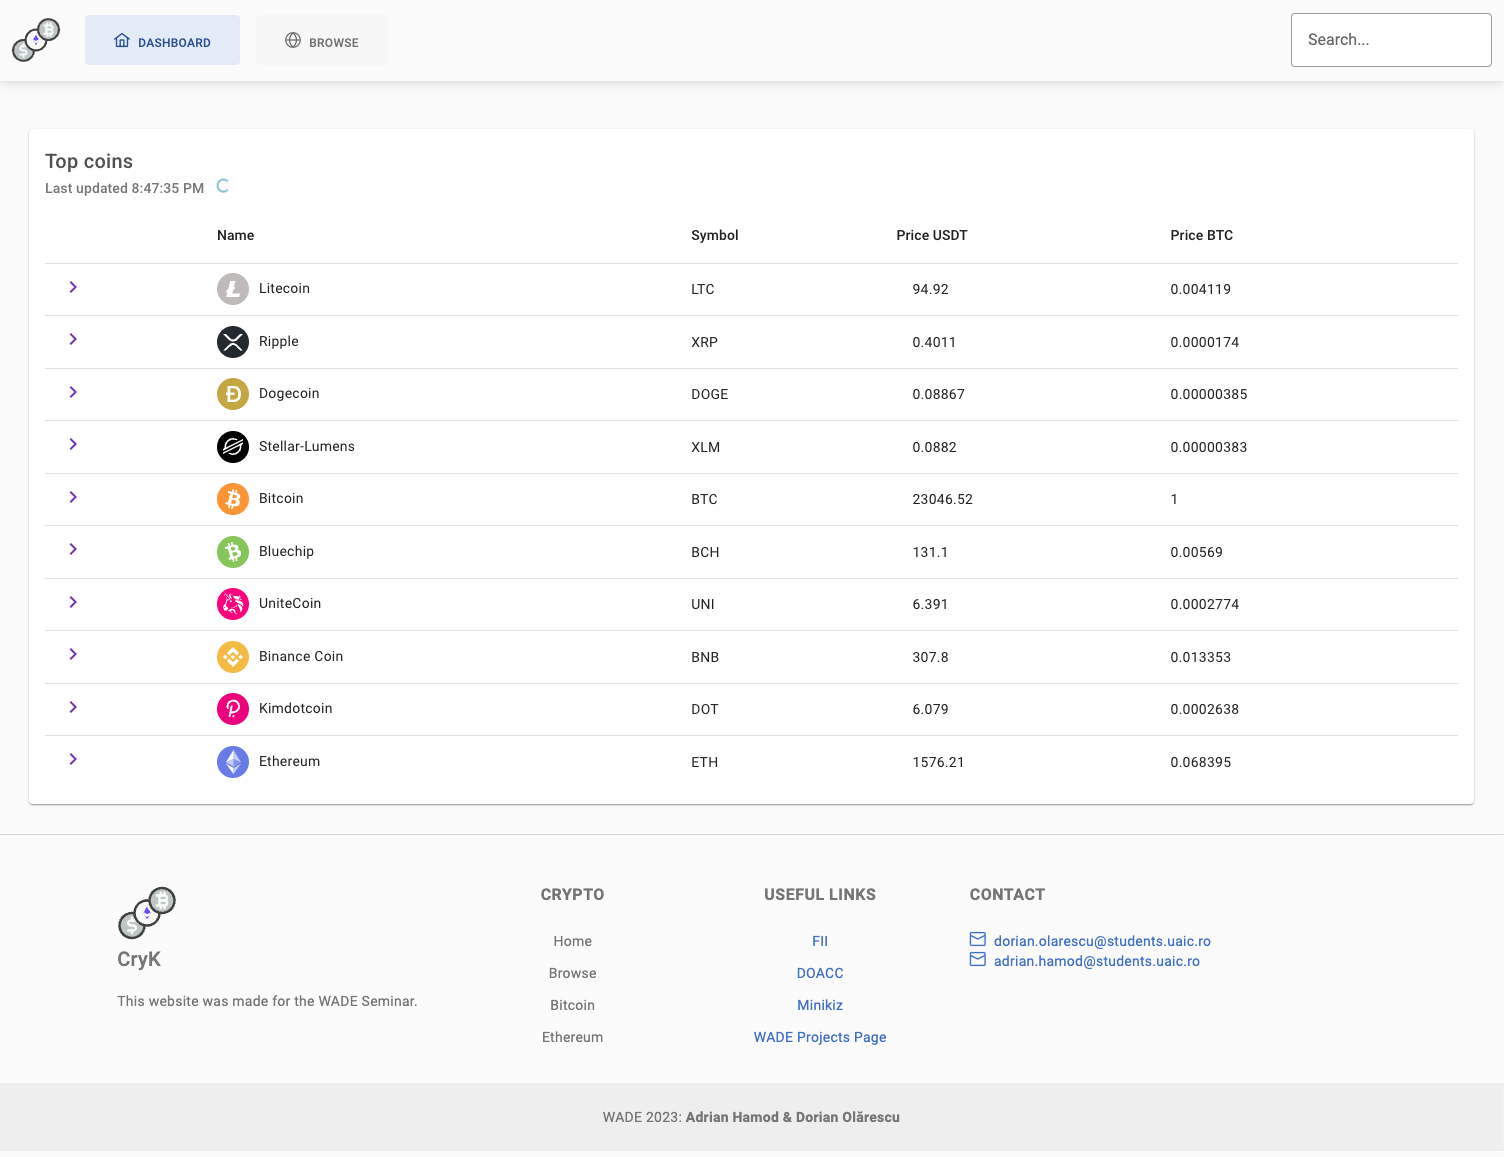 DASHBOARD
BROWSE
Search...
Top coins
Last updated 8:47:35 PM
Name Symbol Price USDT Price BTC
Litecoin LTC 94.92 0.004119
Ripple XRP 0.4011 0.0000174
Dogecoin DOGE 0.08867 0.00000385
Stellar-Lumens XLM 0.0882 0.00000383
Bitcoin BTC 23046.52 1
Bluechip BCH 131.1 0.00569
UniteCoin UNI 6.391 0.0002774
Binance Coin BNB 307.8 0.013353
Kimdotcoin DOT 6.079 0.0002638
Ethereum ETH 1576.21 0.068395
CryK
This website was made for the WADE Seminar.
CRYPTO
Home
Browse
Bitcoin
Ethereum
USEFUL LINKS
FII
DOACC
Minikiz
WADE Projects Page
CONTACT
dorian.olarescu@students.uaic.ro
adrian.hamod@students.uaic.ro
WADE 2023: Adrian Hamod & Dorian Olărescu